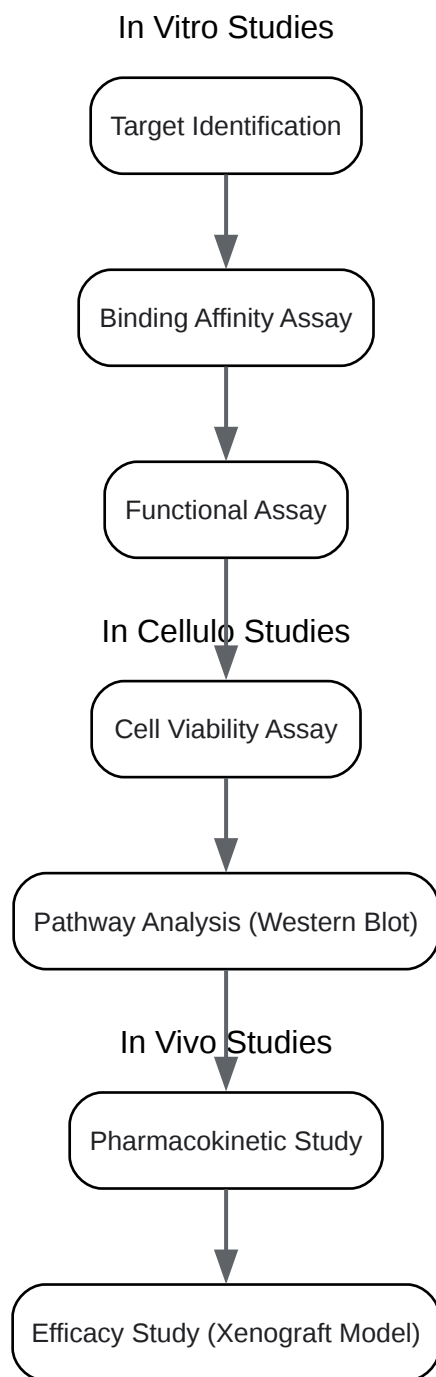 In Vitro Studies
Target Identification
Binding Affinity Assay
Functional Assay
In Cellulo Studies
Cell Viability Assay
Pathway Analysis (Western Blot)
In Vivo Studies
Pharmacokinetic Study
Efficacy Study (Xenograft Model)